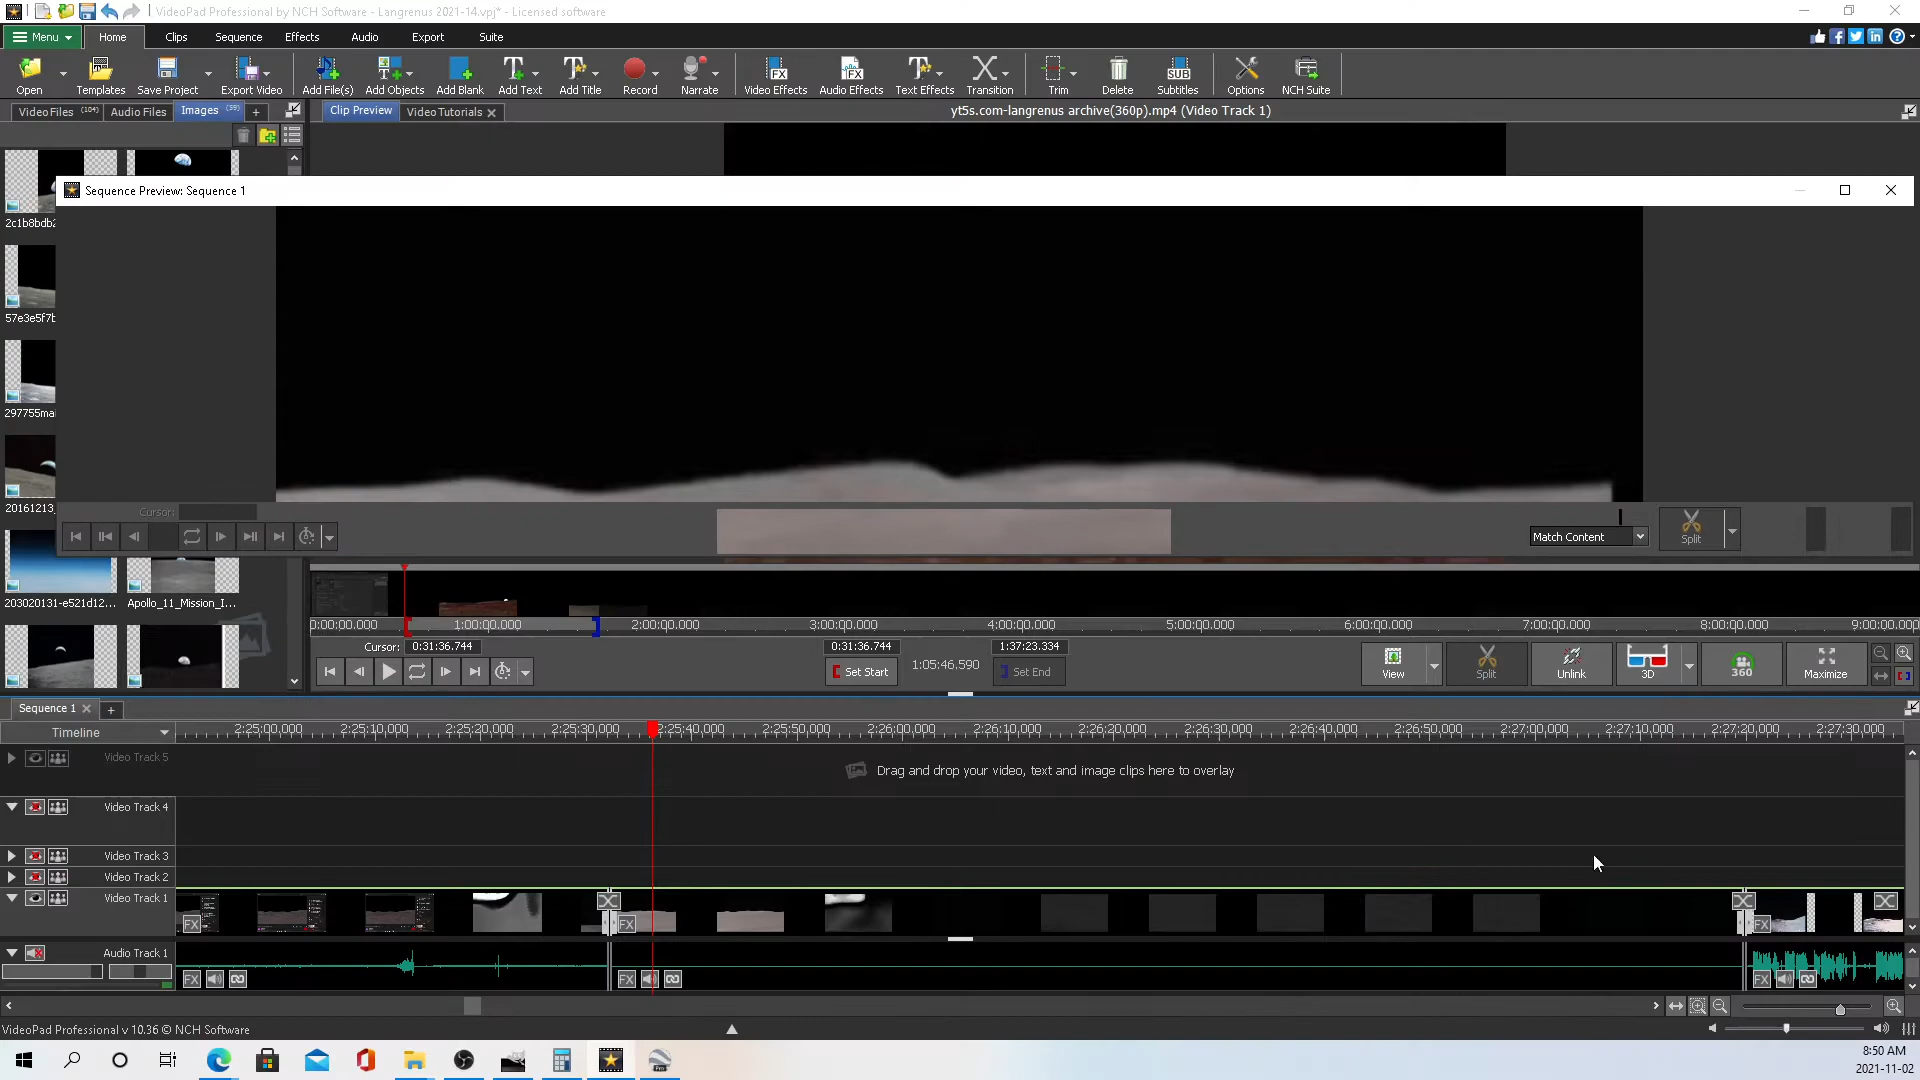 VideoPad Professional by NCH Software - Langrenus 2021-14.vpj* - Licensed software
Menu Home Clips Sequence Effects Audio Export Suite
Open Templates Save Project Export Video Add File(s) Add Objects Add Blank Add Text Add Title Record Narrate Video Effects Audio Effects Text Effects Transition Trim Delete Subtitles Options NCH Suite
Video Files (104) Audio Files Images (59) + Clip Preview Video Tutorials yt5s.com-langrenus archive(360p).mp4 (Video Track 1)
Sequence Preview: Sequence 1
2c1b8bdb2
57e3e5f7b
297755mai
20161213_
Cursor:
Match Content
Split
203020131-e521d12... Apollo_11_Mission_I...
0:00:00.000 1:00:00.000 2:00:00.000 3:00:00.000 4:00:00.000 5:00:00.000 6:00:00.000 7:00:00.000 8:00:00.000 9:00:00.000
Cursor: 0:31:36.744 0:31:36.744 1:37:23.334
Set Start 1:05:46.590 Set End
View Split Unlink 3D 360 Maximize
Sequence 1 +
Timeline 2:25:00.000 2:25:10.000 2:25:20.000 2:25:30.000 2:25:40.000 2:25:50.000 2:26:00.000 2:26:10.000 2:26:20.000 2:26:30.000 2:26:40.000 2:26:50.000 2:27:00.000 2:27:10.000 2:27:20.000 2:27:30.000
Video Track 5
Drag and drop your video, text and image clips here to overlay
Video Track 4
Video Track 3
Video Track 2
Video Track 1
FX FX FX
Audio Track 1
FX FX FX
VideoPad Professional v 10.36 © NCH Software
8:50 AM
2021-11-02